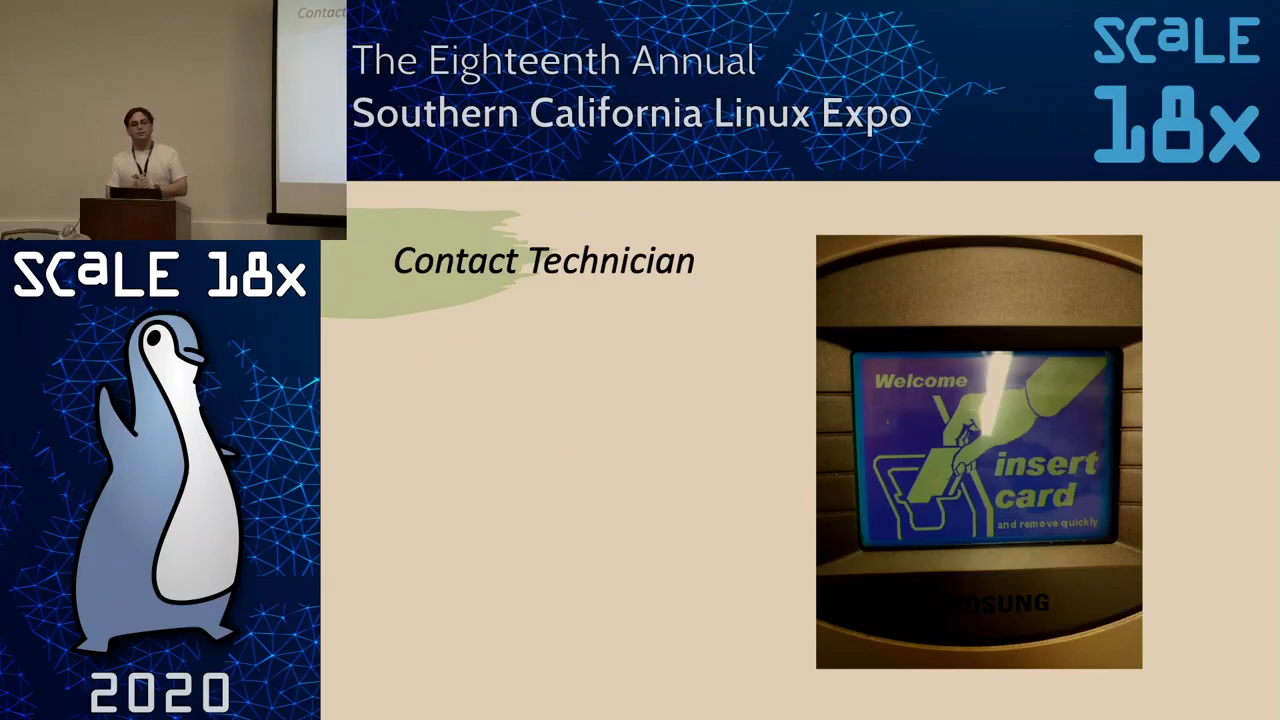 Contact
The Eighteenth Annual
Southern California Linux Expo
SCaLE
18x
SCaLE 18x
2020
Contact Technician
Welcome
insert
card
and remove quickly